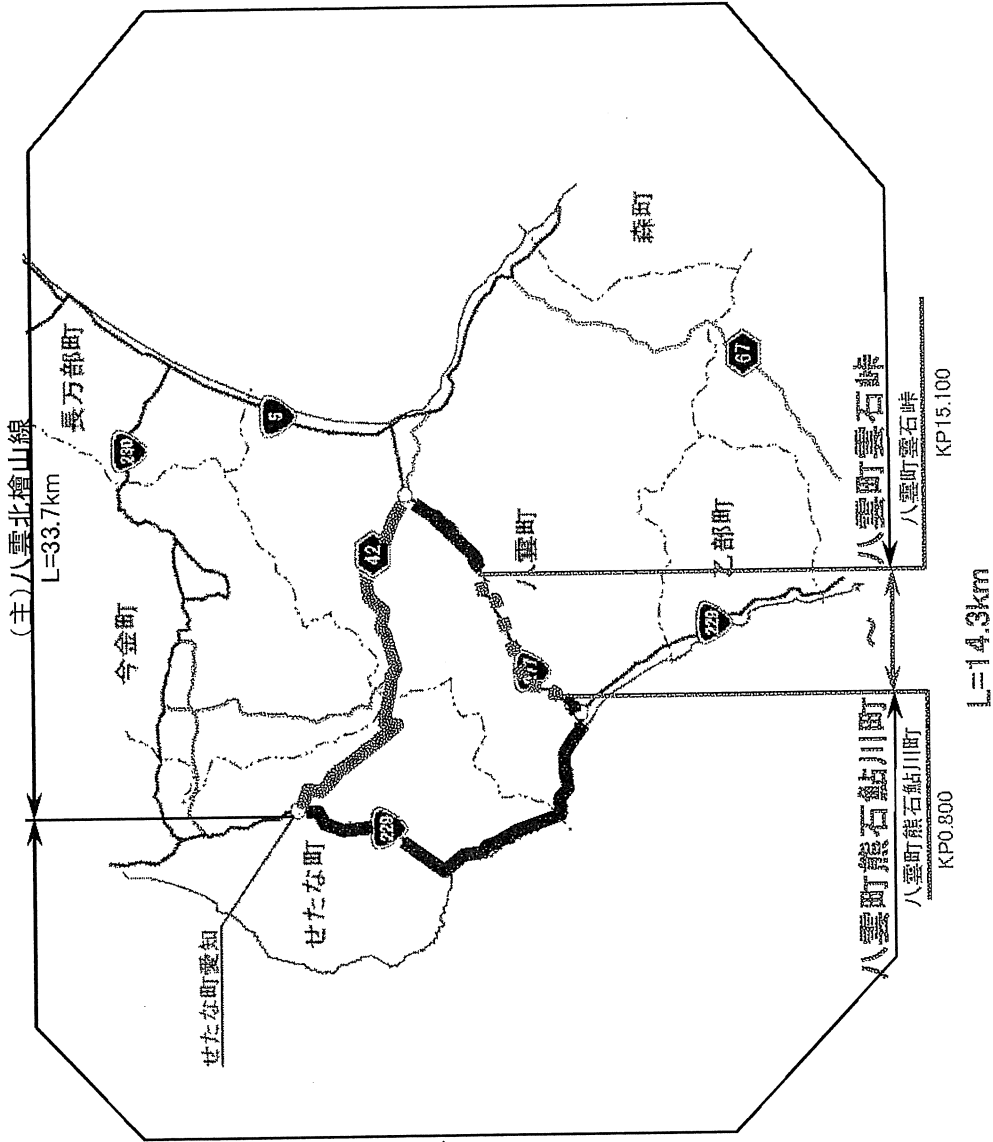 (主)八雲北檜山線
L=33.7km
長万部町
230
今金町
5
42
森町
67
八雲町
乙部町
229
229
せたな町
せたな町愛知
八雲町雲石峠
八雲町雲石峠
KP15.100
~
八雲町熊石鮎川町
八雲町熊石鮎川町
KP0.800
L=14.3km